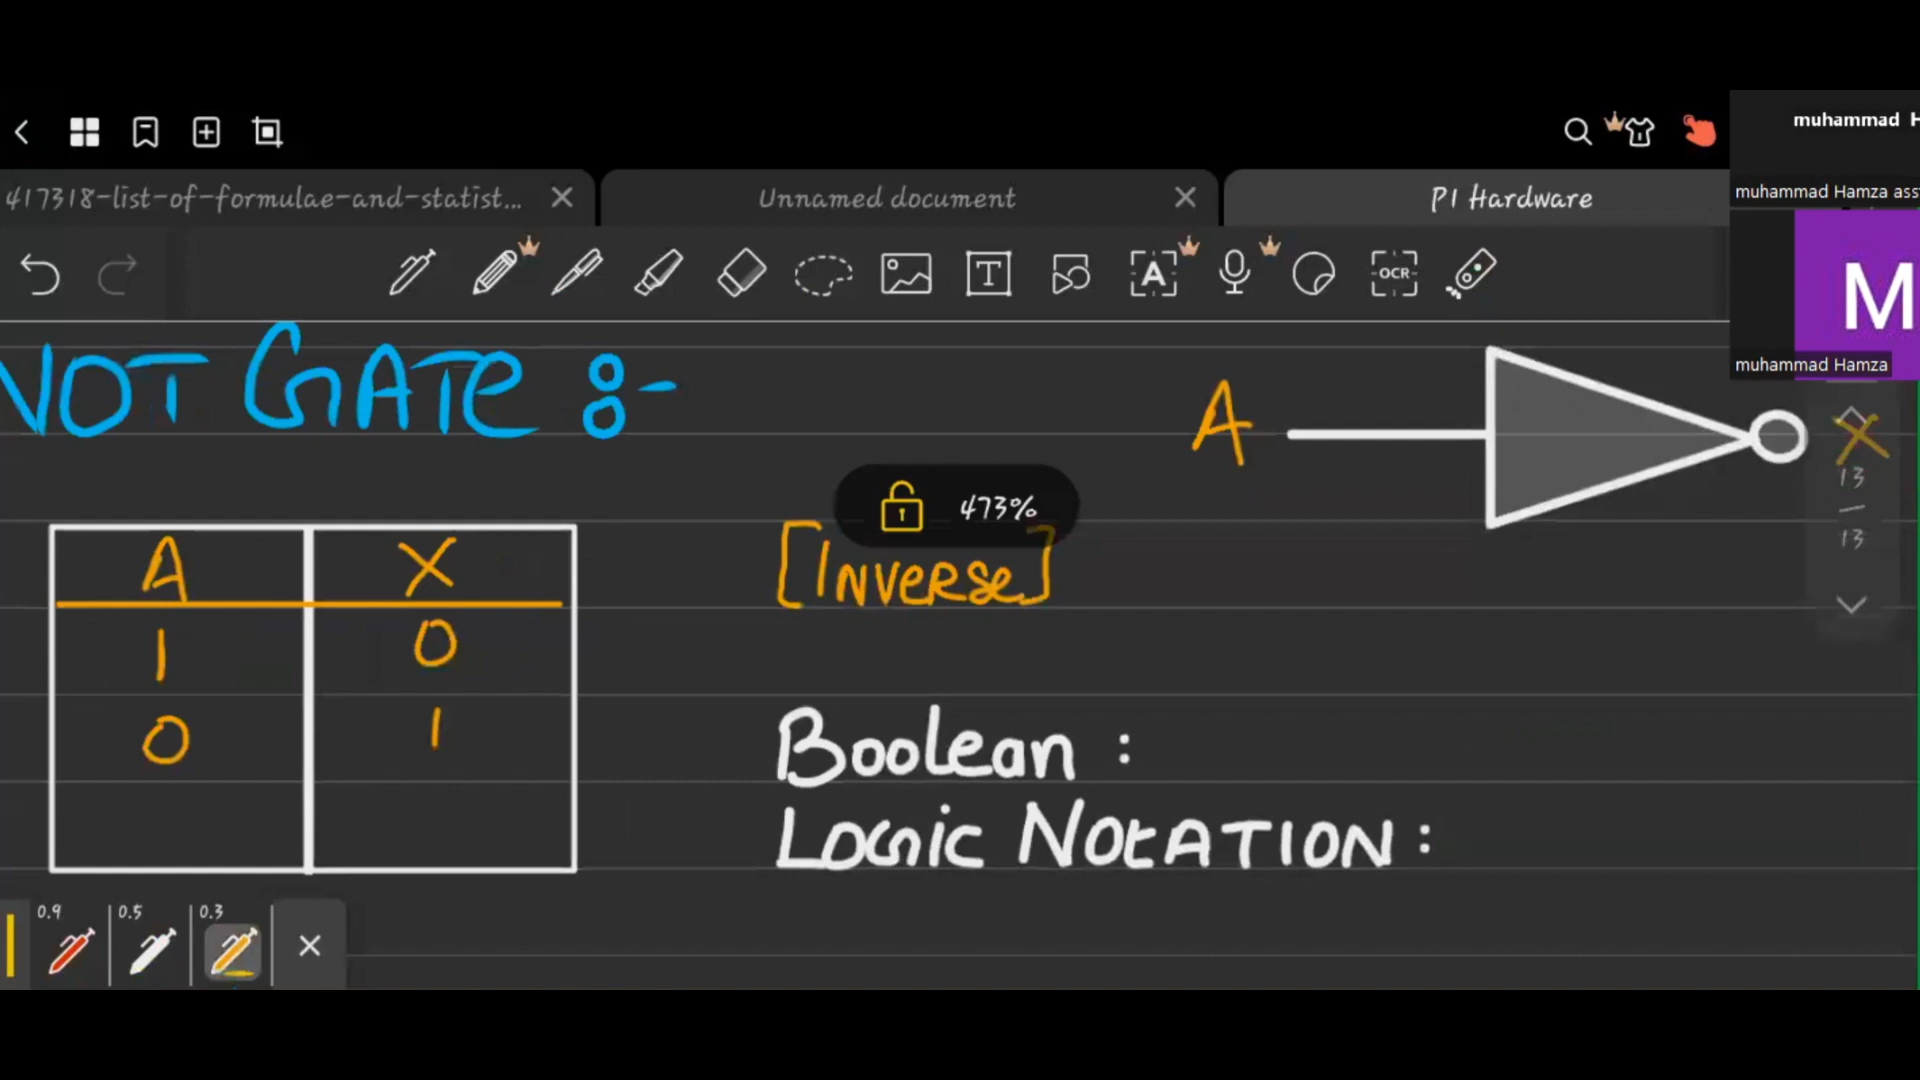 muhammad H
muhammad Hamza ass
417318-list-of-formulae-and-statist...
Unnamed document
P1 Hardware
T
A
OCR
M
muhammad Hamza
NOT GATE :-
A
X
13
13
473%
[INVERSE]
A X
1 0
0 1
Boolean :
LOGIC NOTATION :
0.9 0.5 0.3